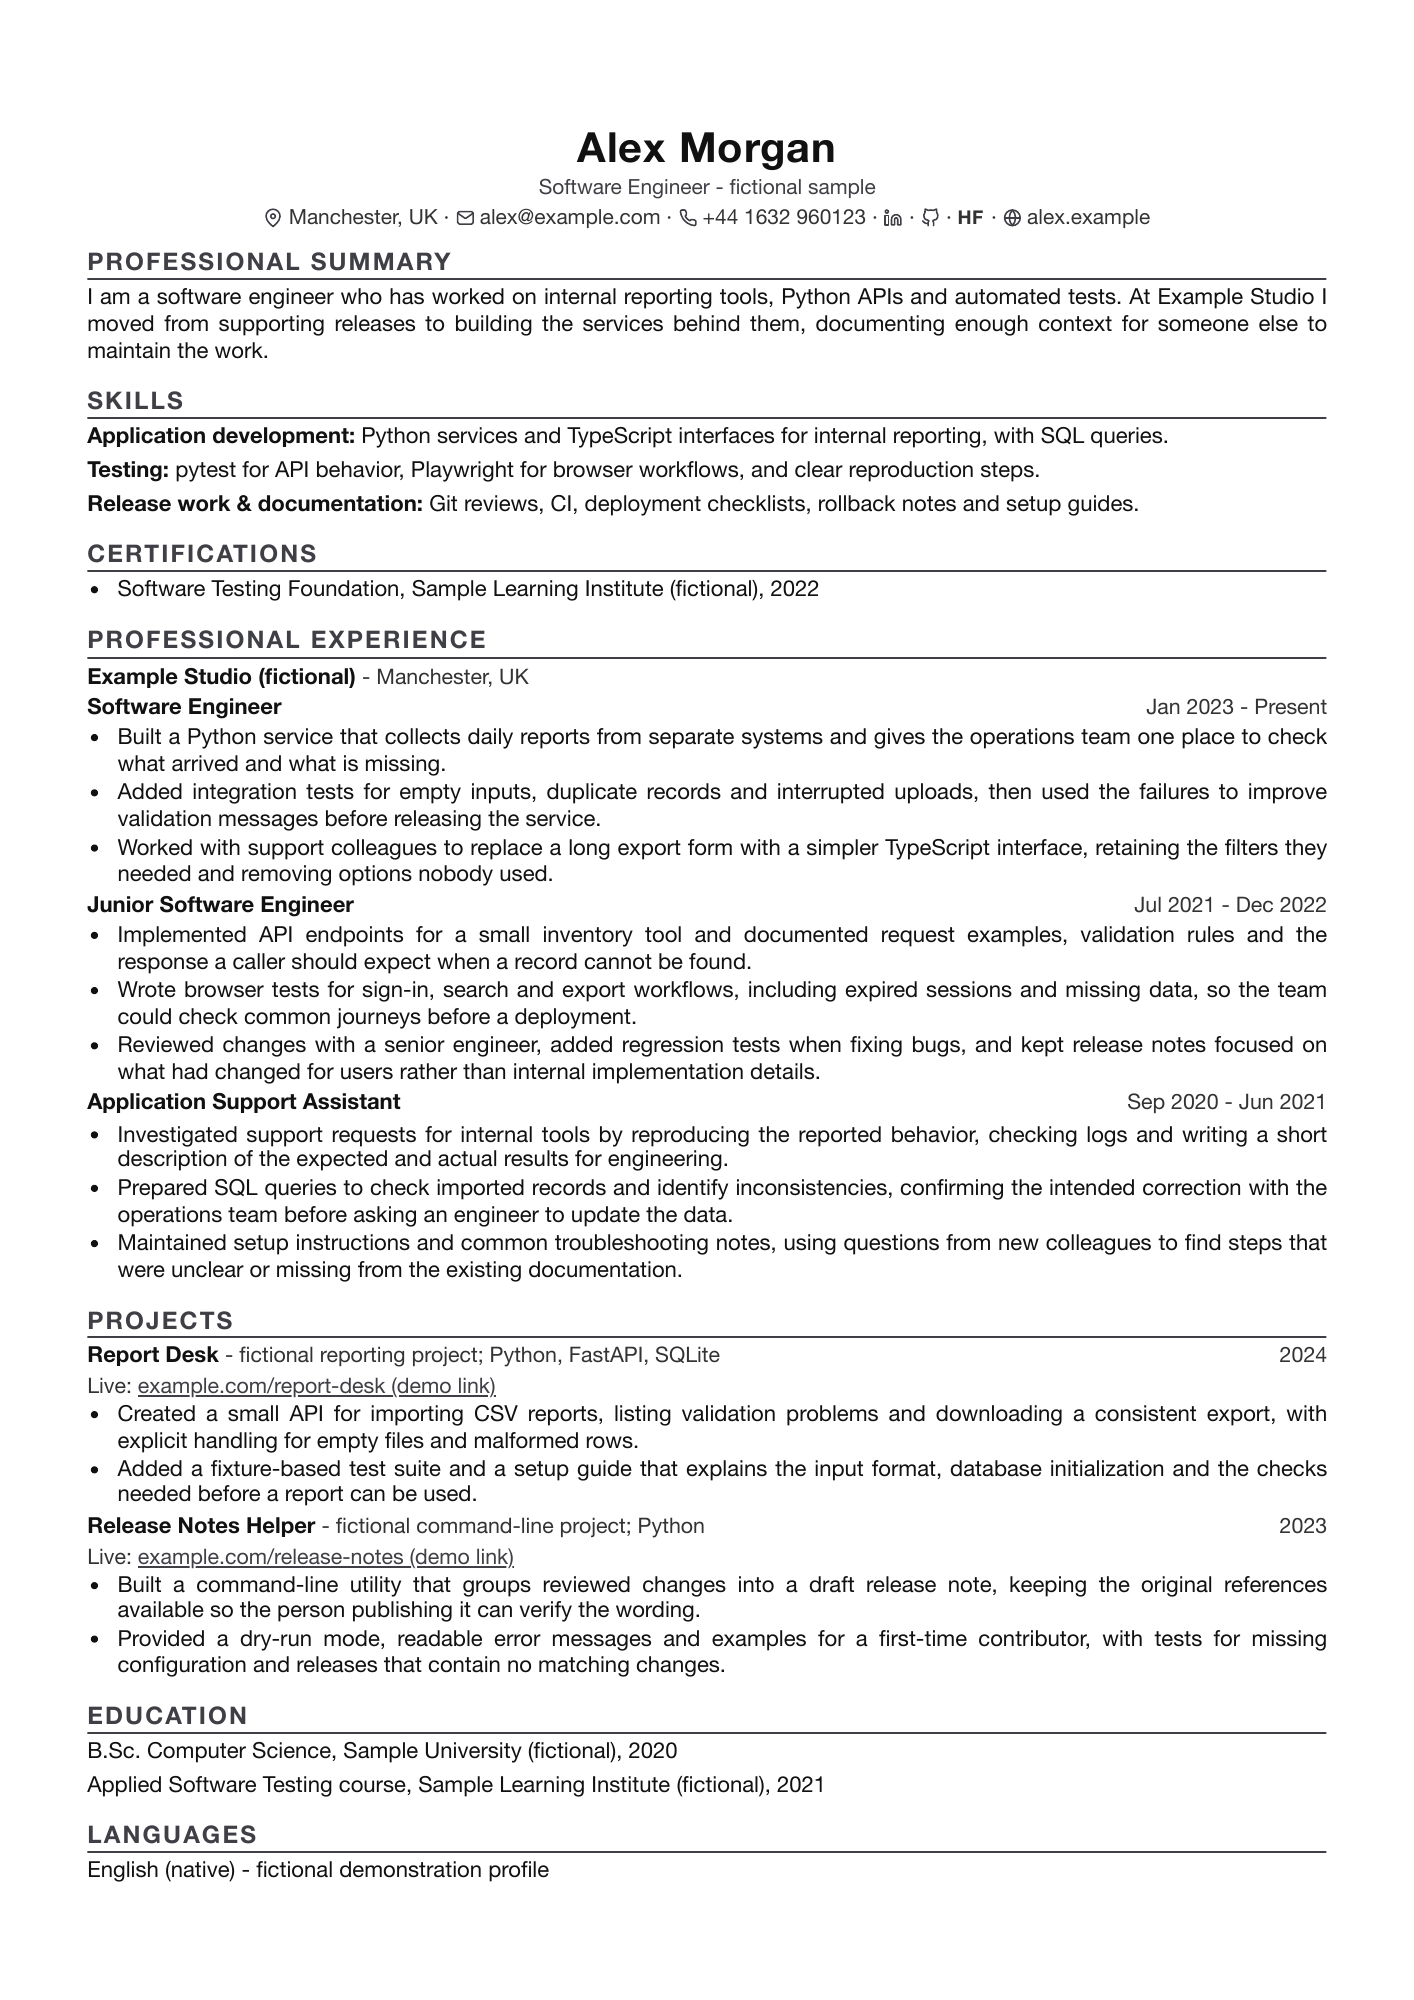 Alex Morgan
Software Engineer - fictional sample
Manchester, UK · alex@example.com · +44 1632 960123 · in · · HF · alex.example
PROFESSIONAL SUMMARY
I am a software engineer who has worked on internal reporting tools, Python APIs and automated tests. At Example Studio I
moved from supporting releases to building the services behind them, documenting enough context for someone else to
maintain the work.
SKILLS
Application development: Python services and TypeScript interfaces for internal reporting, with SQL queries.
Testing: pytest for API behavior, Playwright for browser workflows, and clear reproduction steps.
Release work & documentation: Git reviews, CI, deployment checklists, rollback notes and setup guides.
CERTIFICATIONS
• Software Testing Foundation, Sample Learning Institute (fictional), 2022
PROFESSIONAL EXPERIENCE
Example Studio (fictional) - Manchester, UK
Software Engineer Jan 2023 - Present
• Built a Python service that collects daily reports from separate systems and gives the operations team one place to check
what arrived and what is missing.
• Added integration tests for empty inputs, duplicate records and interrupted uploads, then used the failures to improve
validation messages before releasing the service.
• Worked with support colleagues to replace a long export form with a simpler TypeScript interface, retaining the filters they
needed and removing options nobody used.
Junior Software Engineer Jul 2021 - Dec 2022
• Implemented API endpoints for a small inventory tool and documented request examples, validation rules and the
response a caller should expect when a record cannot be found.
• Wrote browser tests for sign-in, search and export workflows, including expired sessions and missing data, so the team
could check common journeys before a deployment.
• Reviewed changes with a senior engineer, added regression tests when fixing bugs, and kept release notes focused on
what had changed for users rather than internal implementation details.
Application Support Assistant Sep 2020 - Jun 2021
• Investigated support requests for internal tools by reproducing the reported behavior, checking logs and writing a short
description of the expected and actual results for engineering.
• Prepared SQL queries to check imported records and identify inconsistencies, confirming the intended correction with the
operations team before asking an engineer to update the data.
• Maintained setup instructions and common troubleshooting notes, using questions from new colleagues to find steps that
were unclear or missing from the existing documentation.
PROJECTS
Report Desk - fictional reporting project; Python, FastAPI, SQLite 2024
Live: example.com/report-desk (demo link)
• Created a small API for importing CSV reports, listing validation problems and downloading a consistent export, with
explicit handling for empty files and malformed rows.
• Added a fixture-based test suite and a setup guide that explains the input format, database initialization and the checks
needed before a report can be used.
Release Notes Helper - fictional command-line project; Python 2023
Live: example.com/release-notes (demo link)
• Built a command-line utility that groups reviewed changes into a draft release note, keeping the original references
available so the person publishing it can verify the wording.
• Provided a dry-run mode, readable error messages and examples for a first-time contributor, with tests for missing
configuration and releases that contain no matching changes.
EDUCATION
B.Sc. Computer Science, Sample University (fictional), 2020
Applied Software Testing course, Sample Learning Institute (fictional), 2021
LANGUAGES
English (native) - fictional demonstration profile